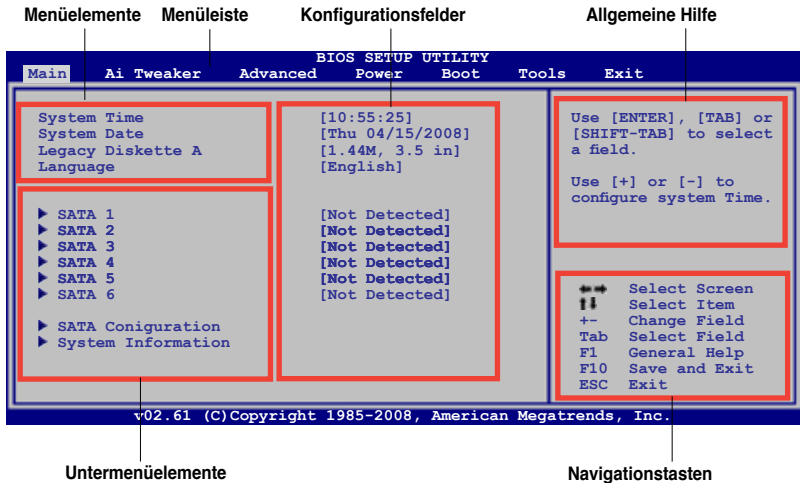 Menüelemente Menüleiste Konfigurationsfelder Allgemeine Hilfe
BIOS SETUP UTILITY
Main Ai Tweaker Advanced Power Boot Tools Exit
System Time [10:55:25]
System Date [Thu 04/15/2008]
Legacy Diskette A [1.44M, 3.5 in]
Language [English]
SATA 1 [Not Detected]
SATA 2 [Not Detected]
SATA 3 [Not Detected]
SATA 4 [Not Detected]
SATA 5 [Not Detected]
SATA 6 [Not Detected]
SATA Coniguration
System Information
Use [ENTER], [TAB] or
[SHIFT-TAB] to select
a field.
Use [+] or [-] to
configure system Time.
←→ Select Screen
↑↓ Select Item
+- Change Field
Tab Select Field
F1 General Help
F10 Save and Exit
ESC Exit
v02.61 (C)Copyright 1985-2008, American Megatrends, Inc.
Untermenüelemente Navigationstasten